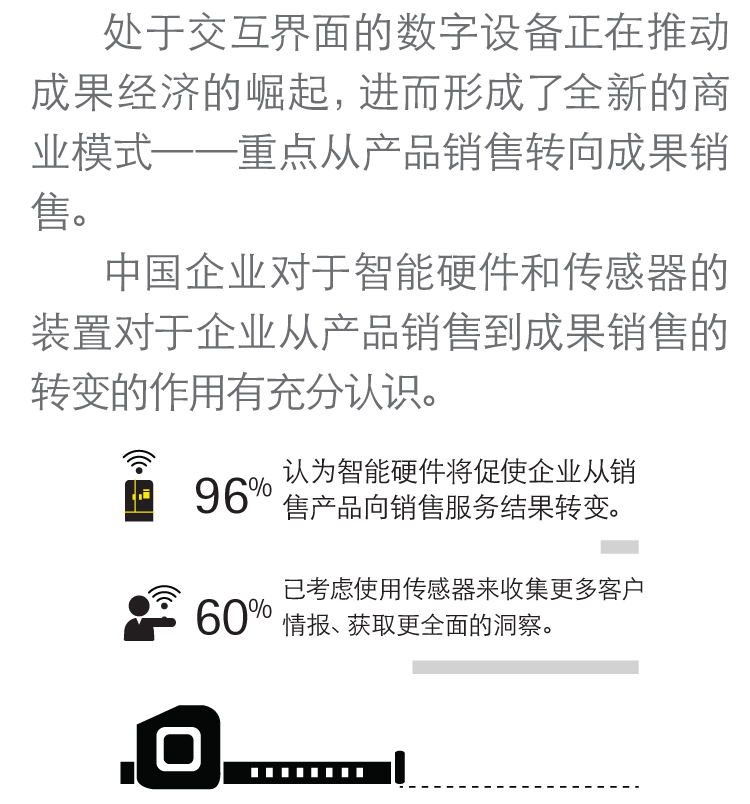 处于交互界面的数字设备正在推动
成果经济的崛起,进而形成了全新的商
业模式——重点从产品销售转向成果销
售。
中国企业对于智能硬件和传感器的
装置对于企业从产品销售到成果销售的
转变的作用有充分认识。
96% 认为智能硬件将促使企业从销
售产品向销售服务结果转变。
60% 已考虑使用传感器来收集更多客户
情报、获取更全面的洞察。